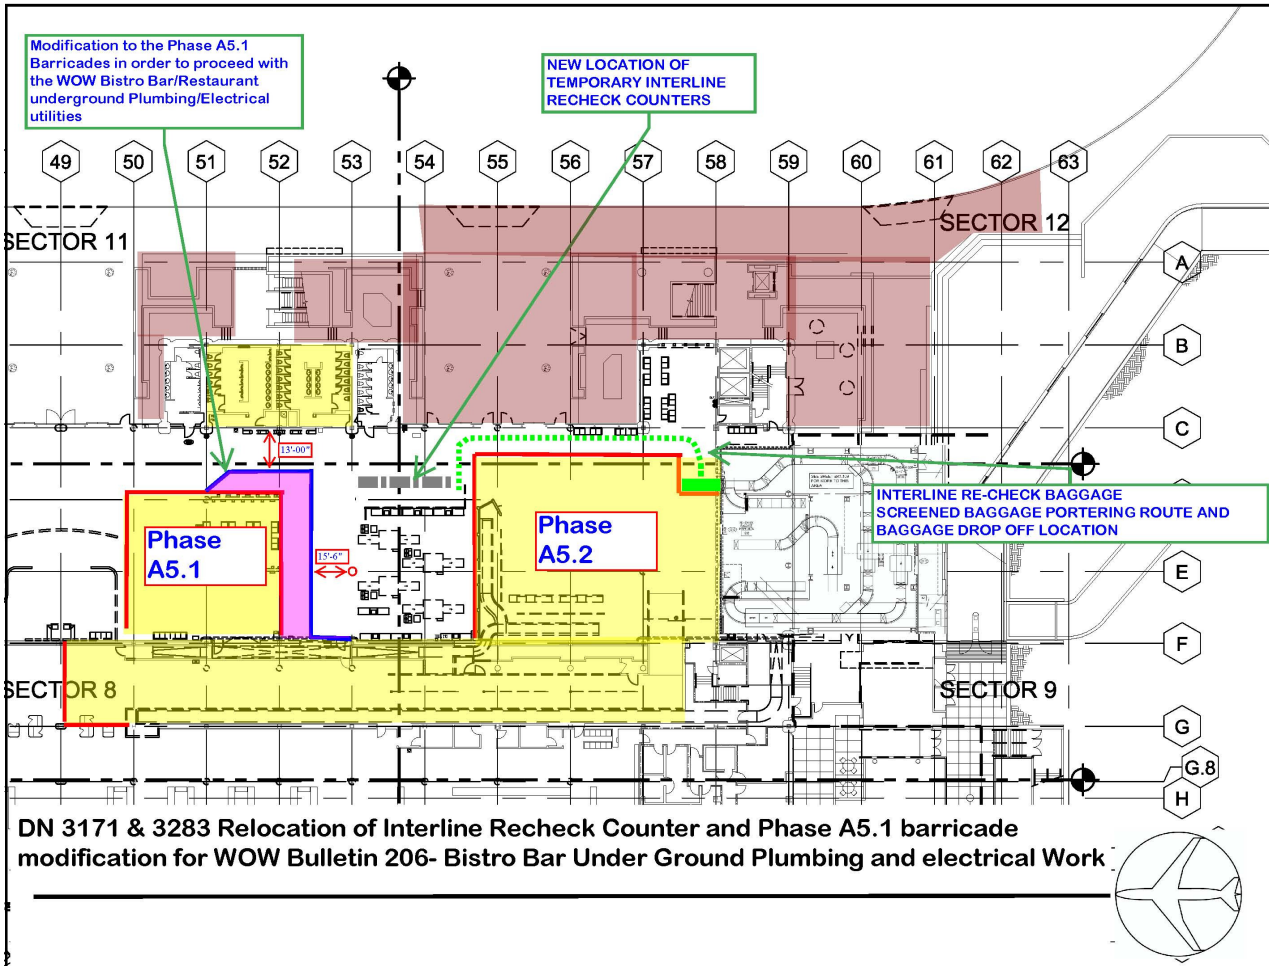 Modification to the Phase A5.1
Barricades in order to proceed with
the WOW Bistro Bar/Restaurant
underground Plumbing/Electrical
utilities
NEW LOCATION OF
TEMPORARY INTERLINE
RECHECK COUNTERS
49 50 51 52 53 54 55 56 57 58 59 60 61 62 63
SECTOR 11
SECTOR 12
A
B
C
13'-00"
INTERLINE RE-CHECK BAGGAGE
SCREENED BAGGAGE PORTERING ROUTE AND
BAGGAGE DROP OFF LOCATION
Phase
A5.1
Phase
A5.2
15'-6"
E
F
SECTOR 8
SECTOR 9
G
G.8
H
DN 3171 & 3283 Relocation of Interline Recheck Counter and Phase A5.1 barricade
modification for WOW Bulletin 206- Bistro Bar Under Ground Plumbing and electrical Work